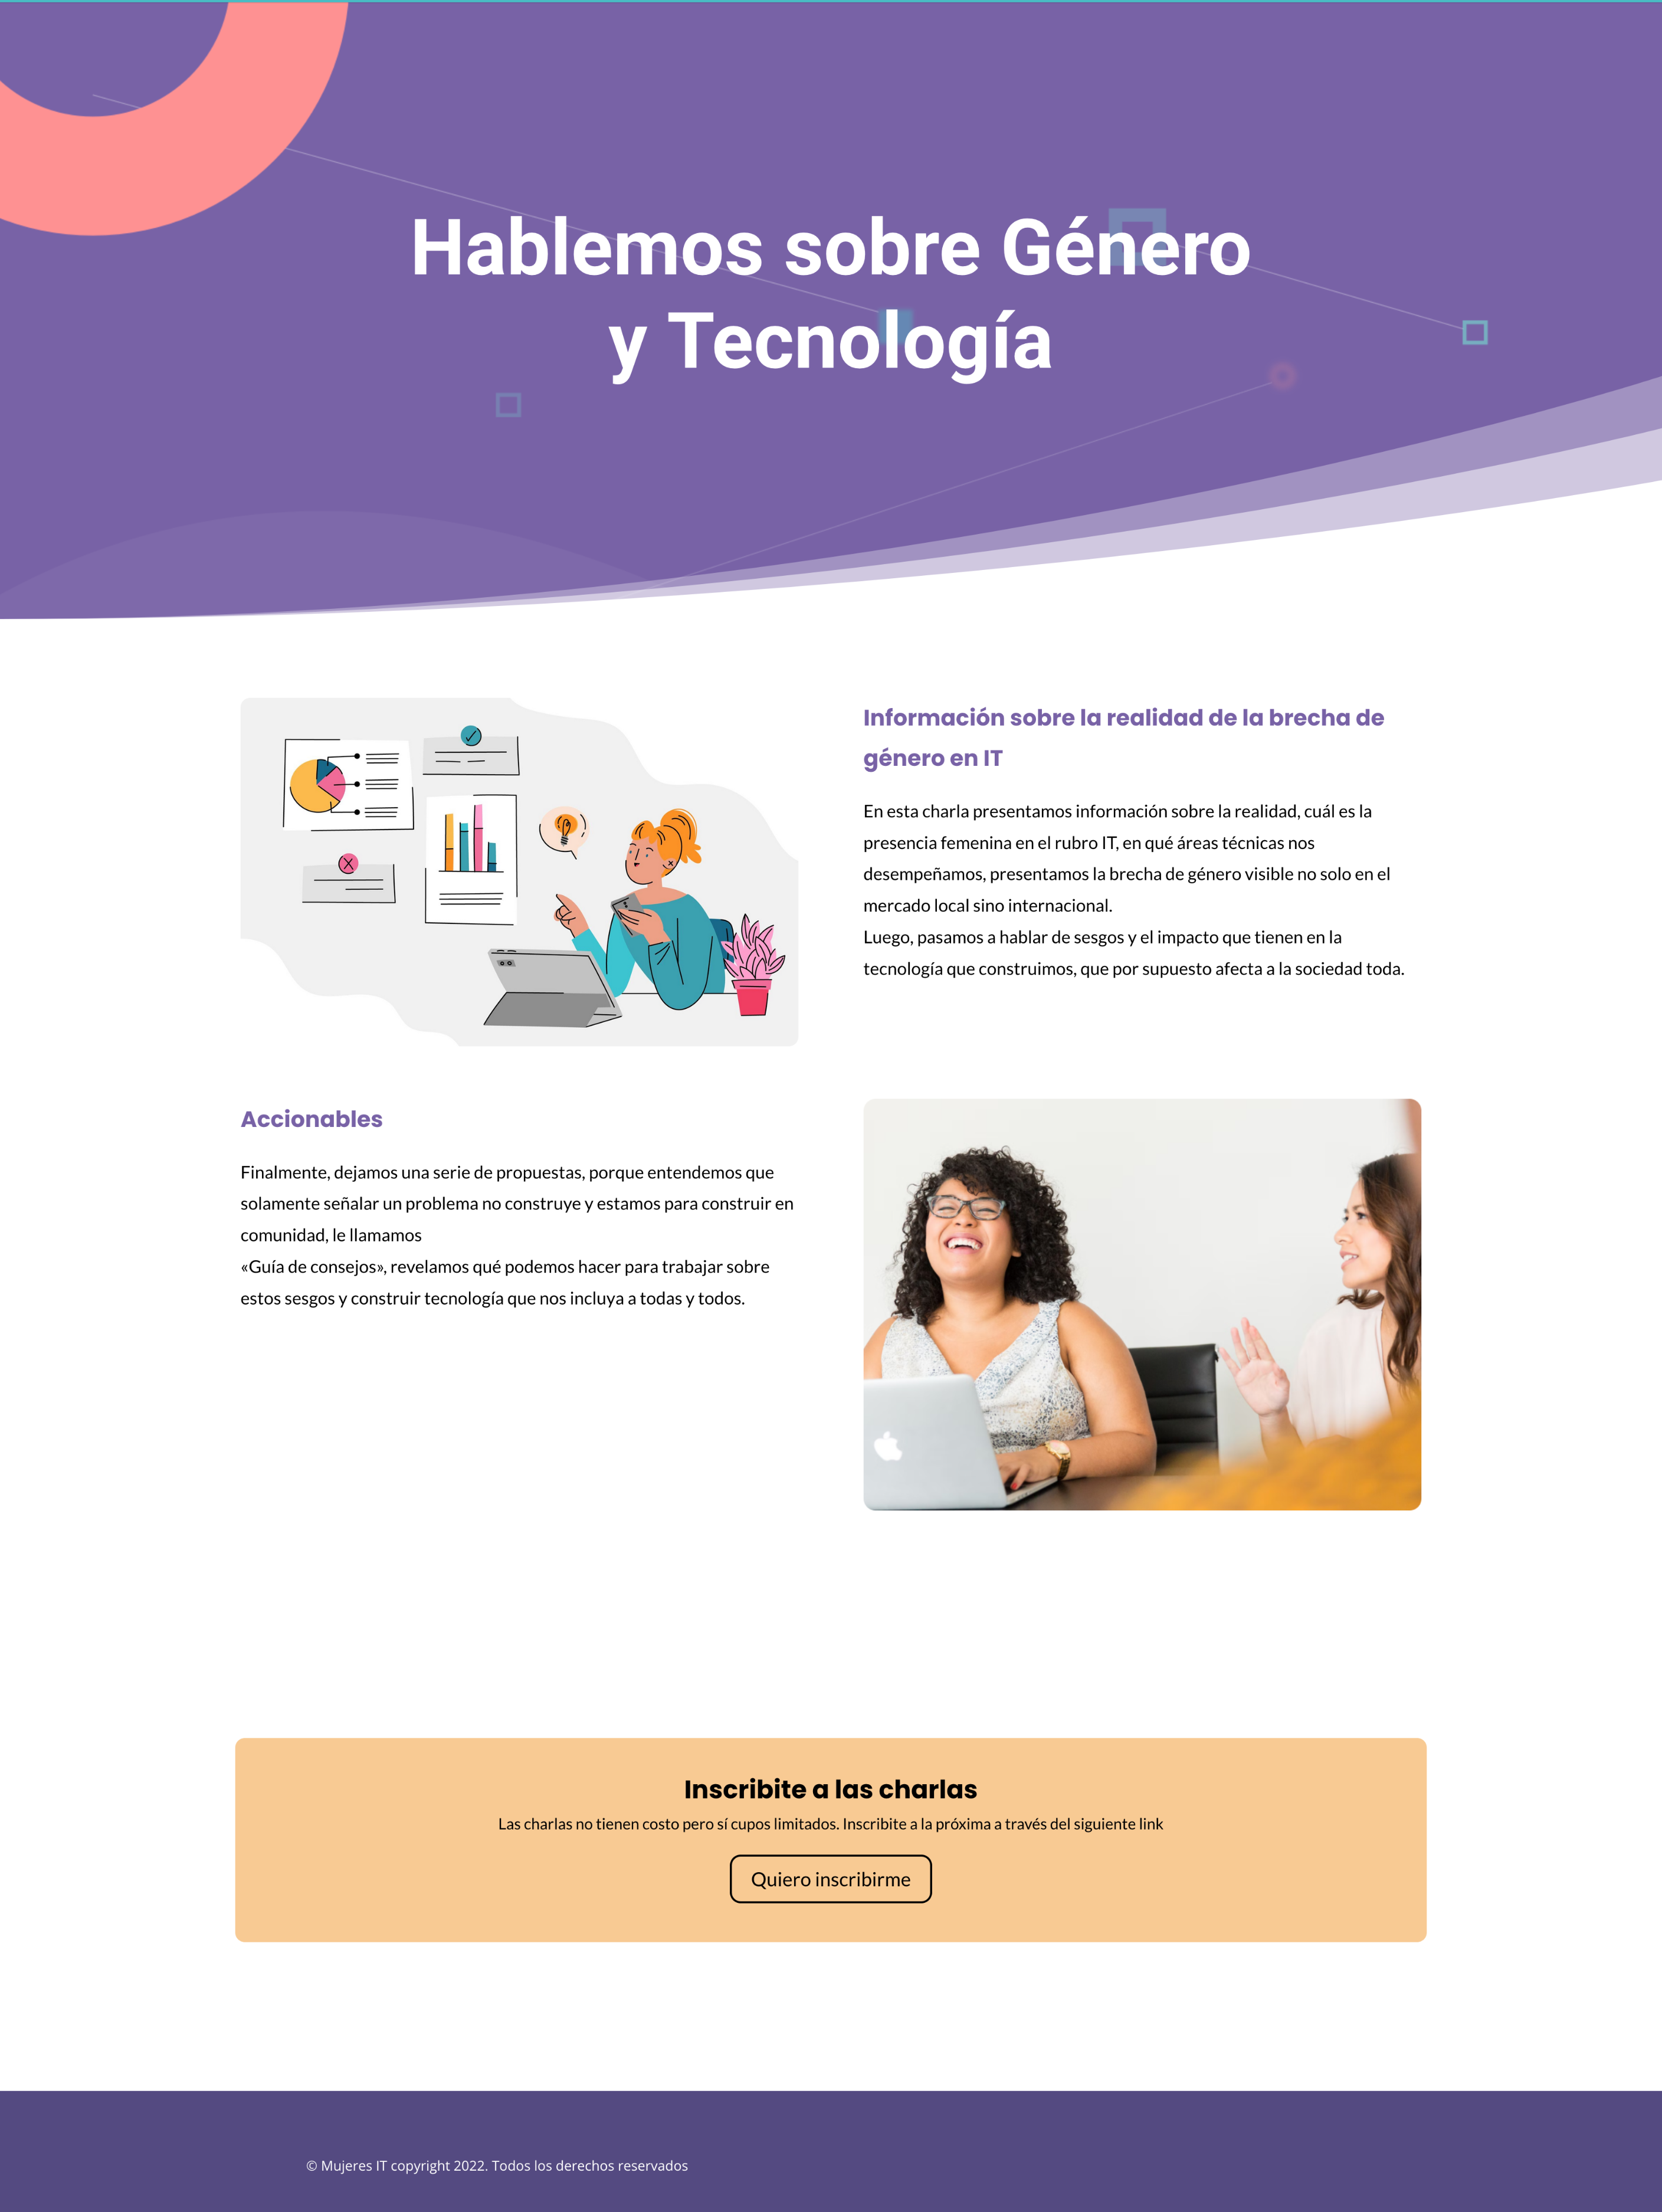 Hablemos sobre Género
y Tecnología
Información sobre la realidad de la brecha de
género en IT
En esta charla presentamos información sobre la realidad, cuál es la
presencia femenina en el rubro IT, en qué áreas técnicas nos
desempeñamos, presentamos la brecha de género visible no solo en el
mercado local sino internacional.
Luego, pasamos a hablar de sesgos y el impacto que tienen en la
tecnología que construimos, que por supuesto afecta a la sociedad toda.
Accionables
Finalmente, dejamos una serie de propuestas, porque entendemos que
solamente señalar un problema no construye y estamos para construir en
comunidad, le llamamos
«Guía de consejos», revelamos qué podemos hacer para trabajar sobre
estos sesgos y construir tecnología que nos incluya a todas y todos.
Inscribite a las charlas
Las charlas no tienen costo pero sí cupos limitados. Inscribite a la próxima a través del siguiente link
Quiero inscribirme
© Mujeres IT copyright 2022. Todos los derechos reservados